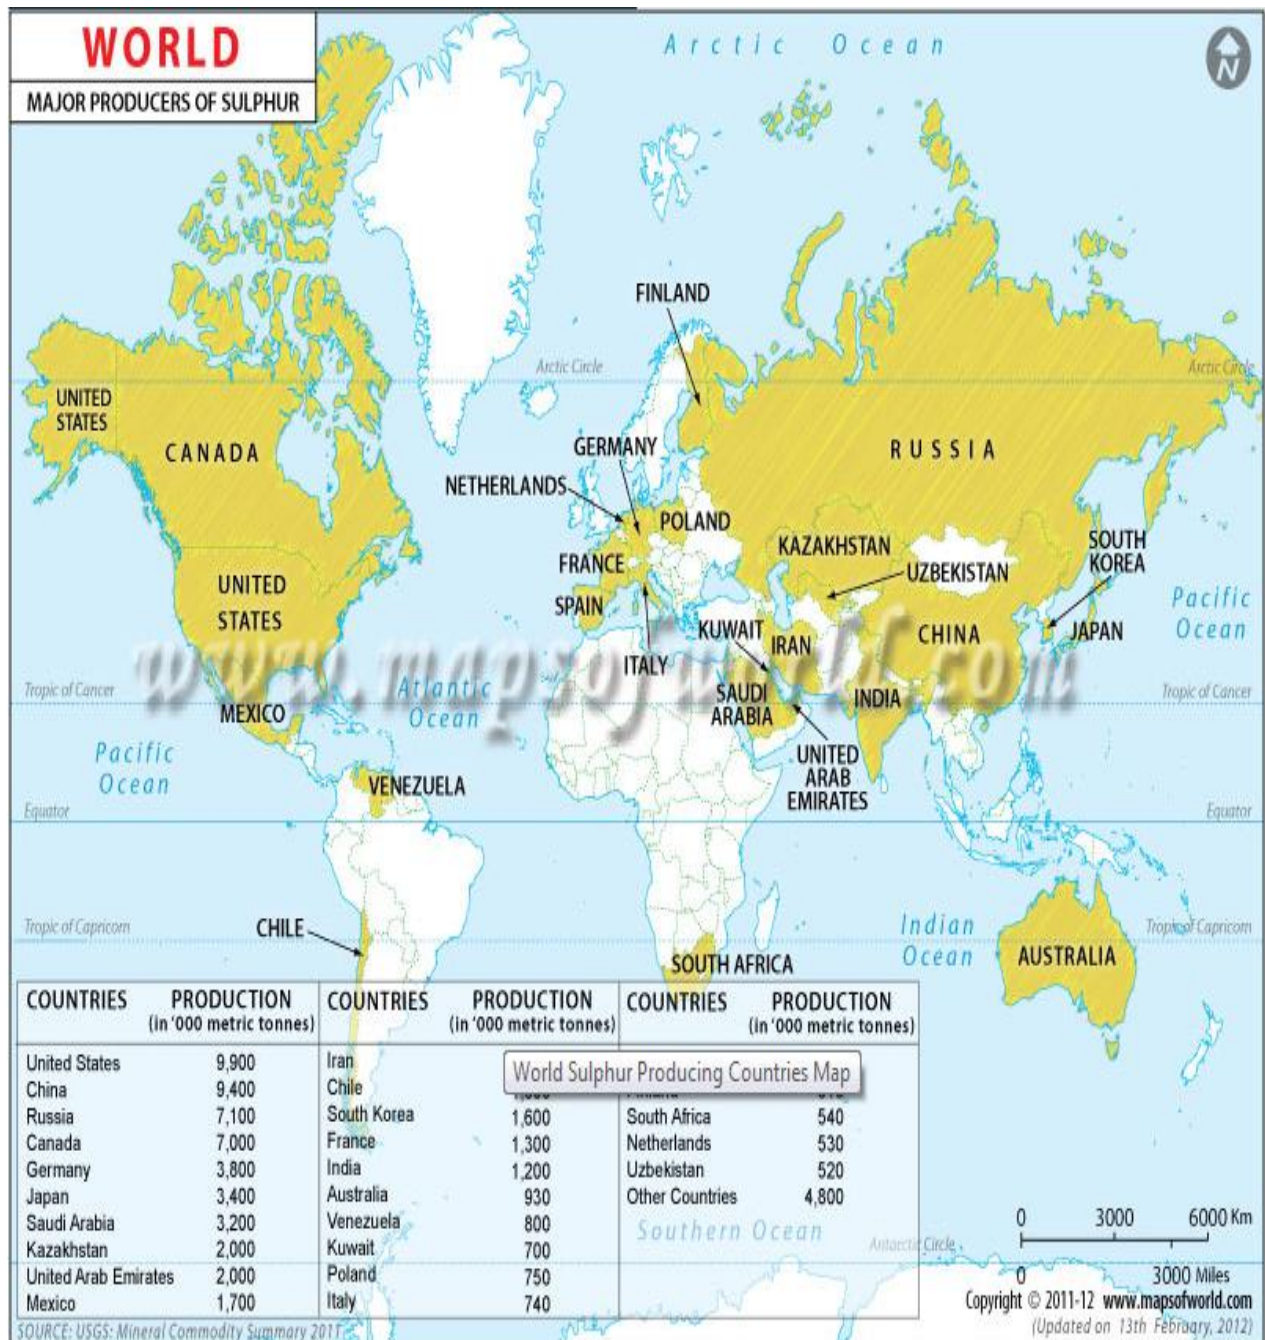 WORLD
MAJOR PRODUCERS OF SULPHUR
Arctic Ocean
N
FINLAND
Arctic Circle
Arctic Circle
UNITED
STATES
CANADA
RUSSIA
GERMANY
NETHERLANDS
POLAND
KAZAKHSTAN
SOUTH
KOREA
FRANCE
UZBEKISTAN
UNITED
STATES
SPAIN
Pacific
Ocean
KUWAIT
IRAN
CHINA
JAPAN
www.mapsofworld.com
ITALY
Tropic of Cancer
Atlantic
Ocean
SAUDI
ARABIA
INDIA
Tropic of Cancer
MEXICO
Pacific
Ocean
UNITED
ARAB
EMIRATES
VENEZUELA
Equator
Equator
Tropic of Capricorn
CHILE
Indian
Ocean
Tropic of Capricorn
SOUTH AFRICA
AUSTRALIA
COUNTRIES PRODUCTION COUNTRIES PRODUCTION COUNTRIES PRODUCTION
(in '000 metric tonnes) (in '000 metric tonnes) (in '000 metric tonnes)
United States 9,900 Iran
World Sulphur Producing Countries Map
China 9,400 Chile
Russia 7,100 South Korea 1,600 South Africa 540
Canada 7,000 France 1,300 Netherlands 530
Germany 3,800 India 1,200 Uzbekistan 520
Japan 3,400 Australia 930 Other Countries 4,800
Saudi Arabia 3,200 Venezuela 800
Kazakhstan 2,000 Kuwait 700
United Arab Emirates 2,000 Poland 750
Mexico 1,700 Italy 740
Southern Ocean
Antarctic Circle
0 3000 6000 Km
0 3000 Miles
Copyright © 2011-12 www.mapsofworld.com
(Updated on 13th February, 2012)
SOURCE: USGS: Mineral Commodity Summary 2011